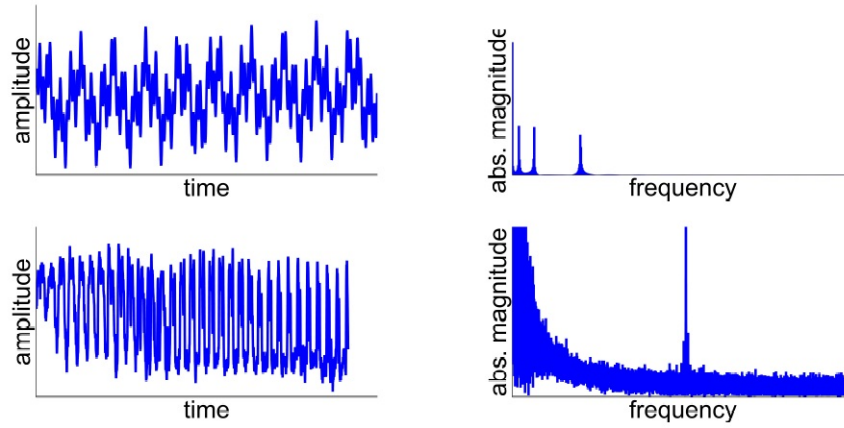 amplitude
time
abs. magnitude
frequency
amplitude
time
abs. magnitude
frequency